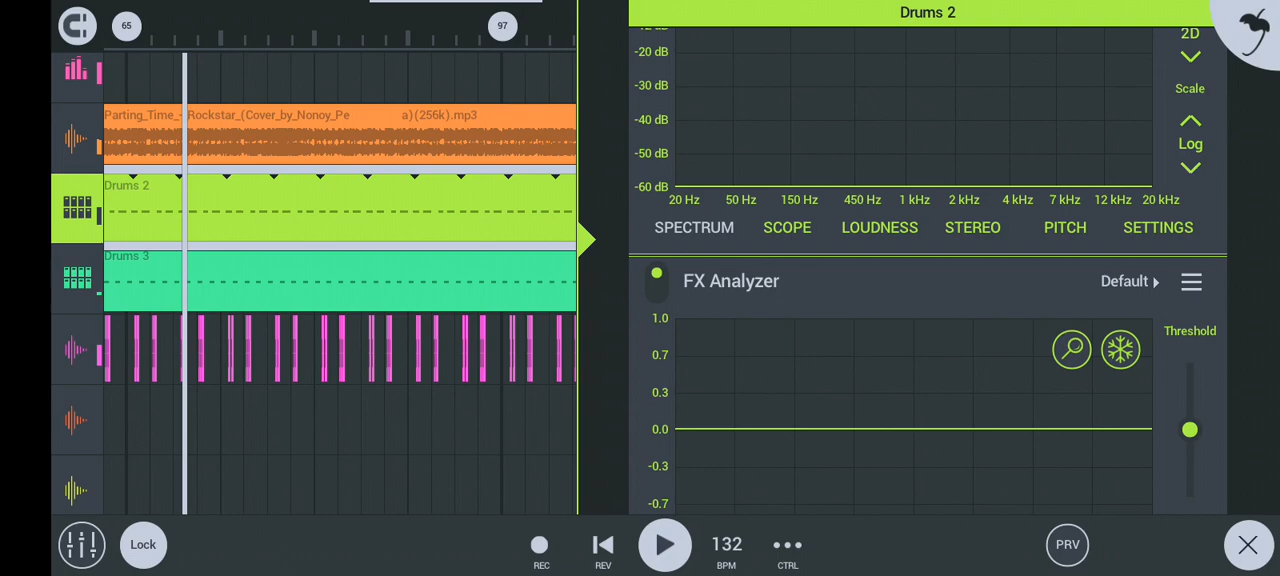 65
97
Parting_Time_-_Rockstar_(Cover_by_Nonoy_Pe a)(256k).mp3
Drums 2
Drums 3
Lock
REC
REV
132
BPM
CTRL
PRV
Drums 2
-20 dB
-30 dB
-40 dB
-50 dB
-60 dB
20 Hz 50 Hz 150 Hz 450 Hz 1 kHz 2 kHz 4 kHz 7 kHz 12 kHz 20 kHz
2D
Scale
Log
SPECTRUM SCOPE LOUDNESS STEREO PITCH SETTINGS
FX Analyzer Default
1.0
0.7
0.3
0.0
-0.3
-0.7
Threshold